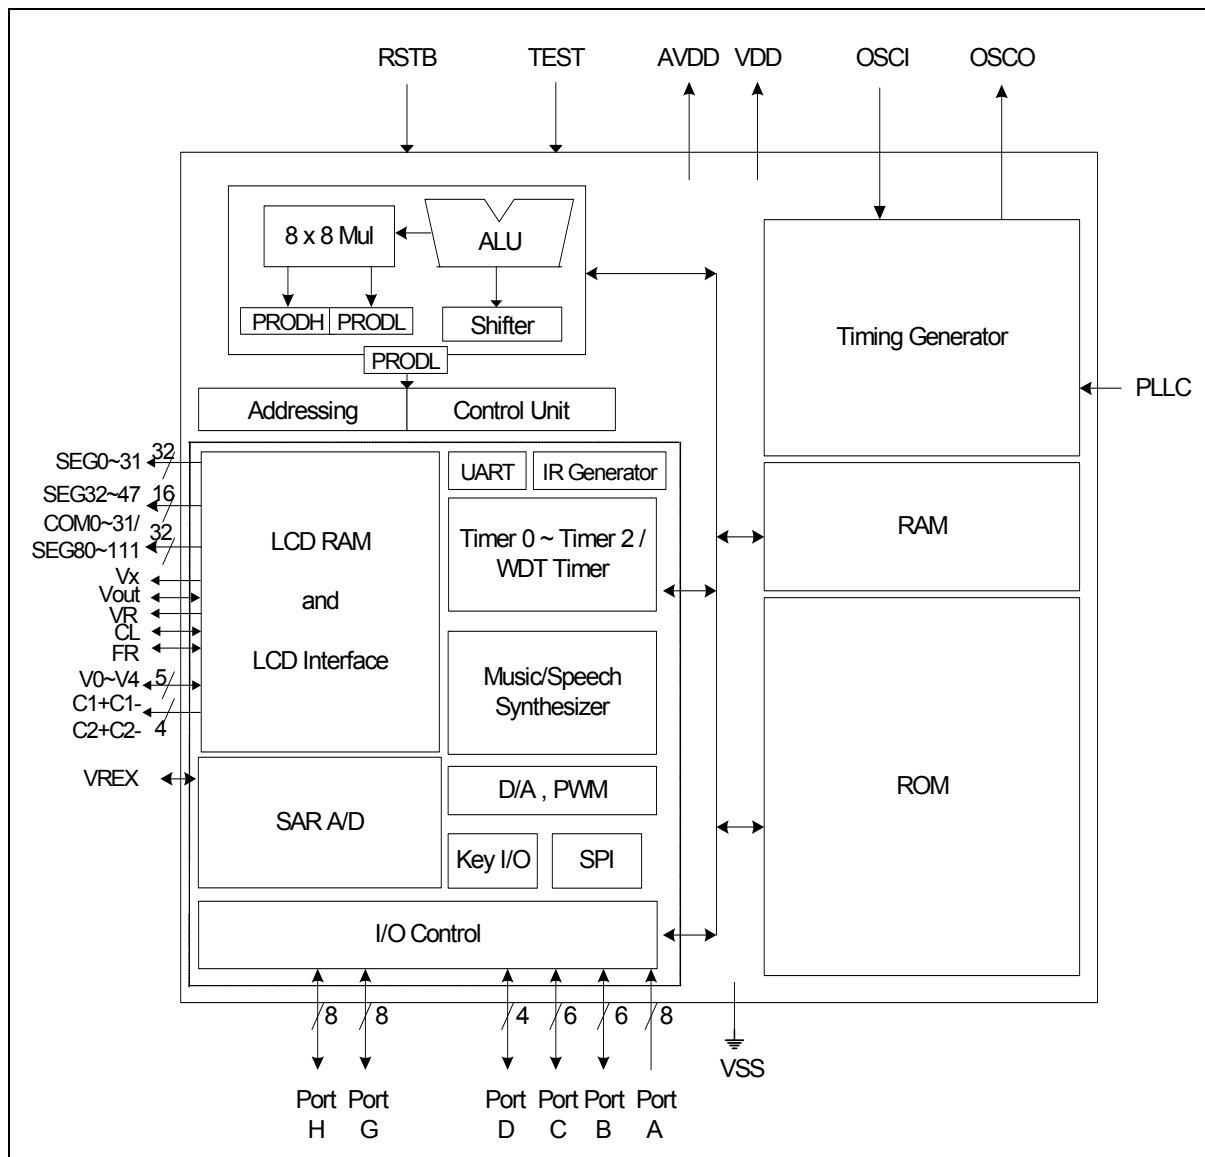 RSTB TEST AVDD VDD OSCI OSCO
8 x 8 Mul
ALU
PRODH PRODL
Shifter
PRODL
Addressing
Control Unit
Timing Generator
PLLC
RAM
ROM
SEG0~31 32
SEG32~47 16
COM0~31/
SEG80~111 32
Vx
Vout
VR
CL
FR
V0~V4 5
C1+C1-
C2+C2- 4
VREX
LCD RAM
and
LCD Interface
UART
IR Generator
Timer 0 ~ Timer 2 /
WDT Timer
Music/Speech
Synthesizer
SAR A/D
D/A , PWM
Key I/O
SPI
I/O Control
8 8 4 6 6 8
VSS
Port Port Port Port Port Port
H G D C B A